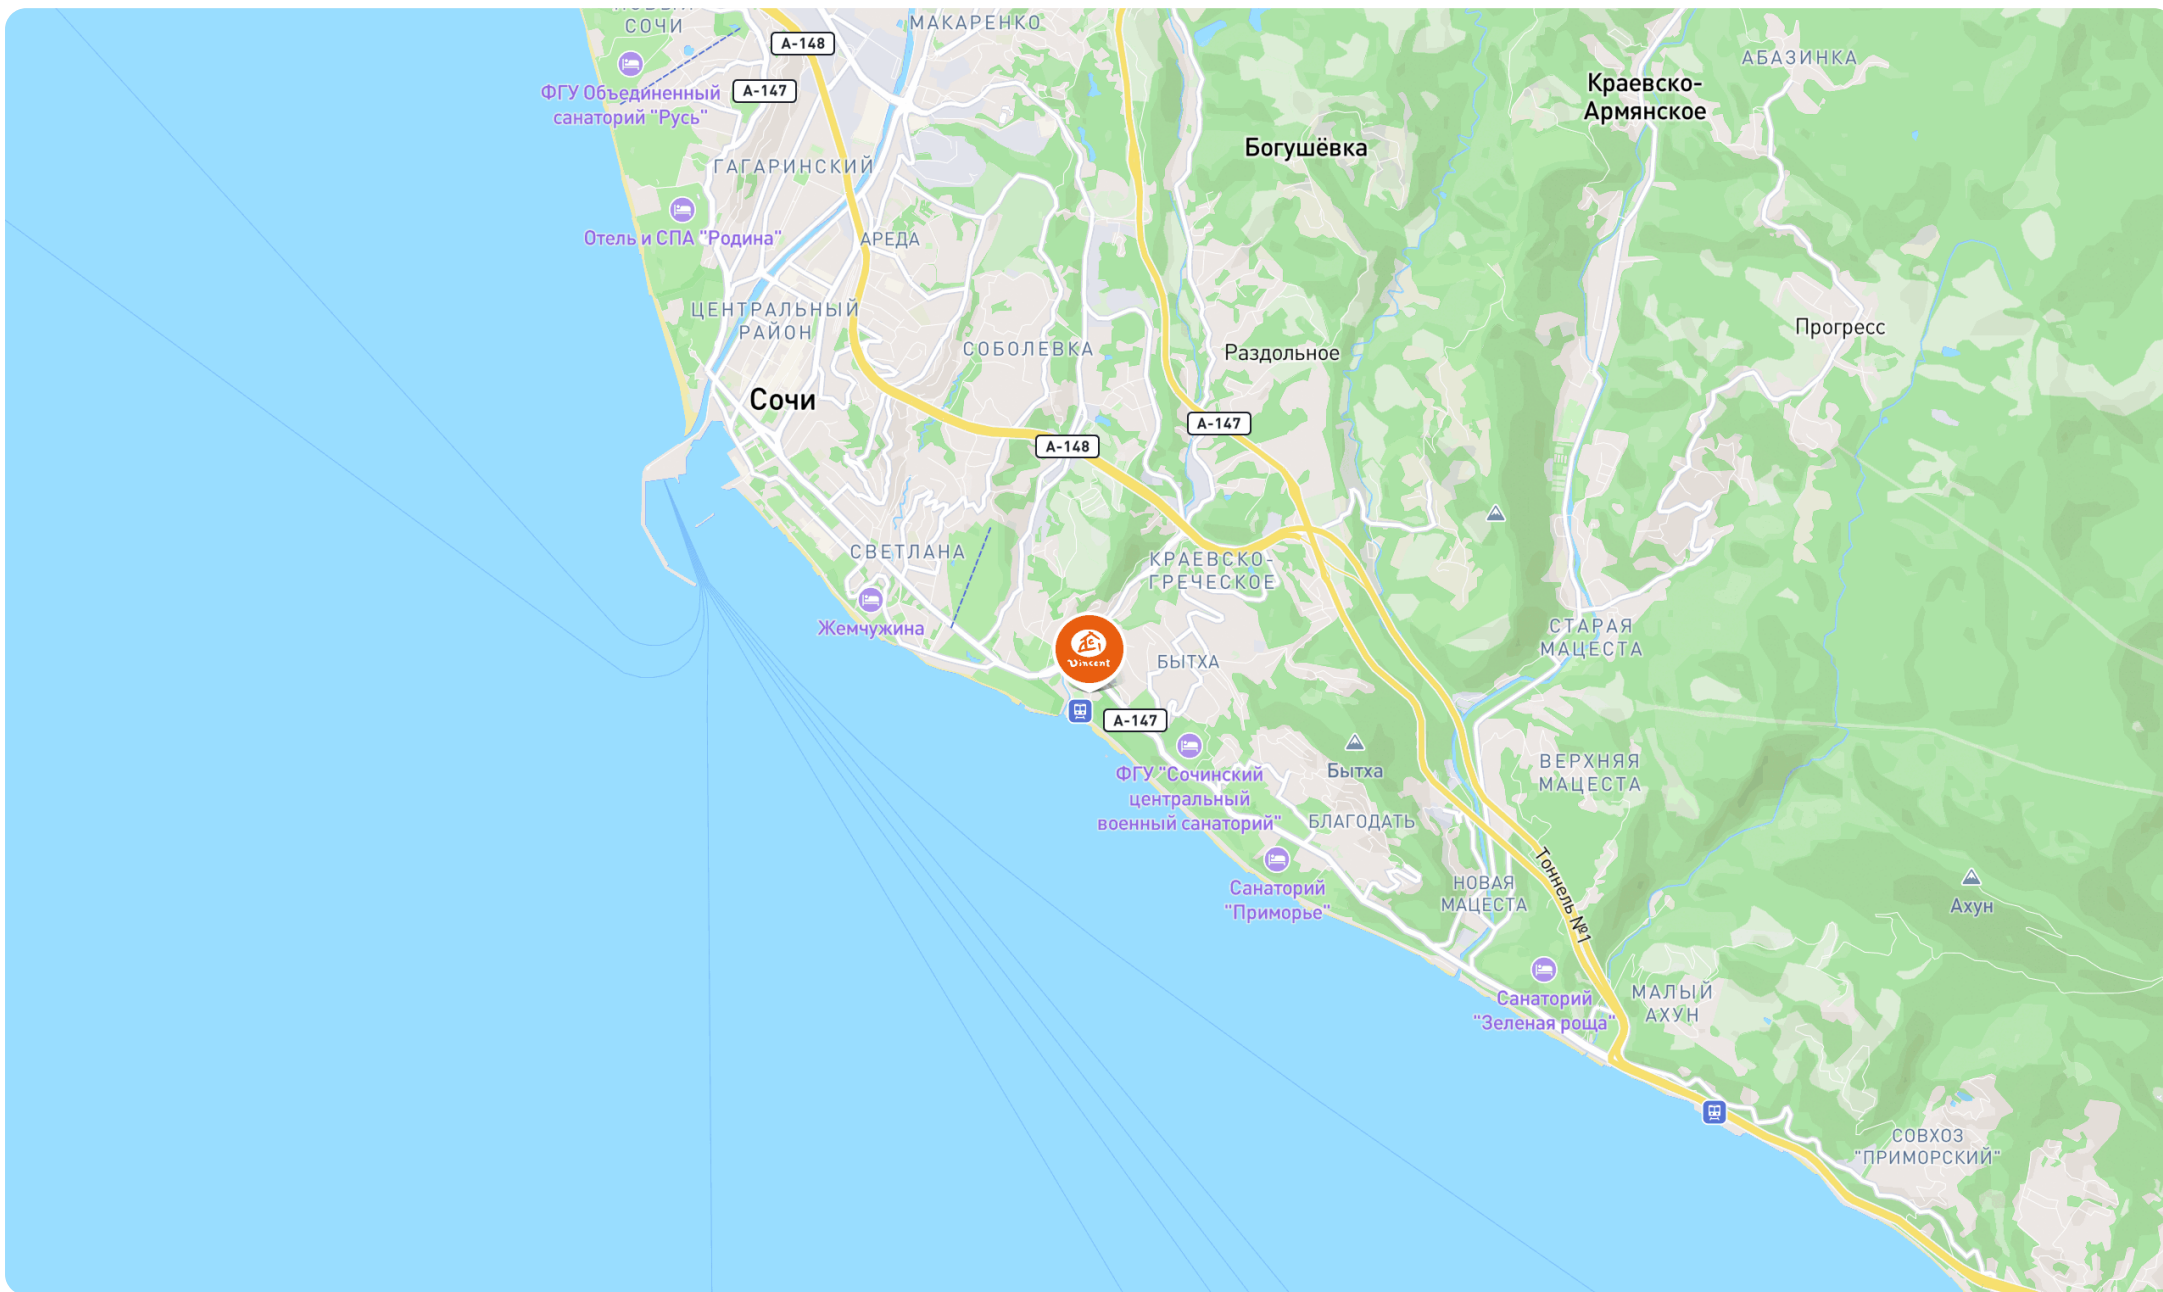 НОВЫЙ
СОЧИ
МАКАРЕНКО
А-148
АБАЗИНКА
ФГУ Объединенный
санаторий "Русь"
А-147
Краевско-
Армянское
Богушёвка
ГАГАРИНСКИЙ
Отель и СПА "Родина"
АРЕДА
ЦЕНТРАЛЬНЫЙ
РАЙОН
СОБОЛЕВКА
Раздольное
Прогресс
Сочи
А-147
А-148
СВЕТЛАНА
КРАЕВСКО-
ГРЕЧЕСКОЕ
Жемчужина
Vincent
БЫТХА
СТАРАЯ
МАЦЕСТА
А-147
ФГУ "Сочинский
центральный
военный санаторий"
Бытха
ВЕРХНЯЯ
МАЦЕСТА
БЛАГОДАТЬ
Санаторий
"Приморье"
НОВАЯ
МАЦЕСТА
Тоннель №1
Ахун
Санаторий
"Зеленая роща"
МАЛЫЙ
АХУН
СОВХОЗ
"ПРИМОРСКИЙ"